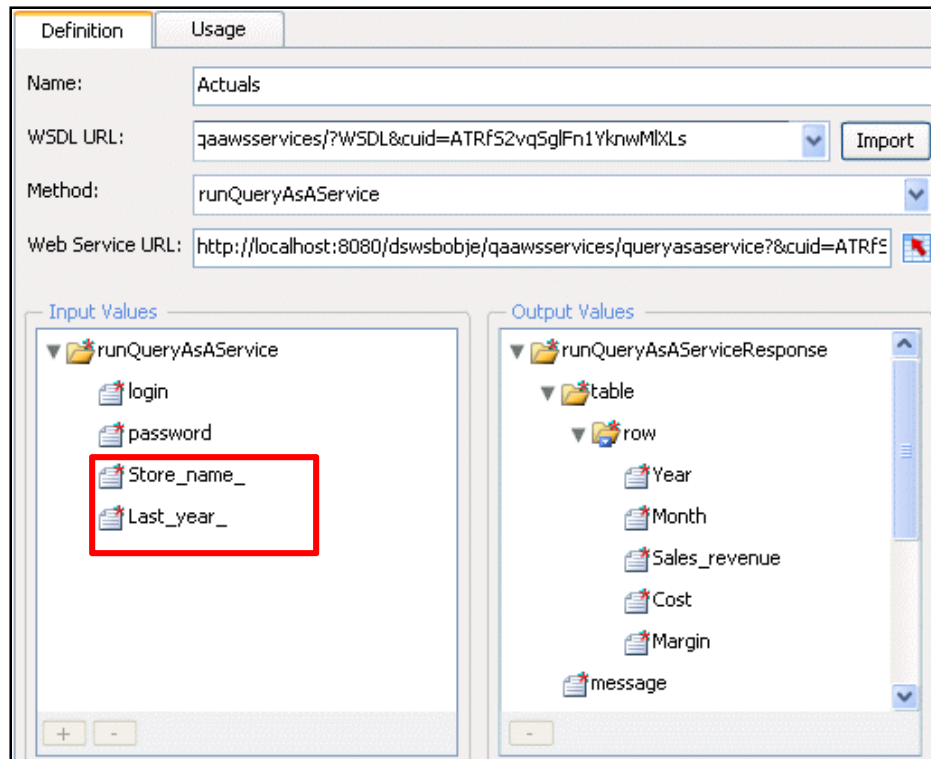 Definition Usage
Name: Actuals
WSDL URL: qaawsservices/?WSDL&cuid=ATRfS2vqSglFn1YknwMlXLs Import
Method: runQueryAsAService
Web Service URL: http://localhost:8080/dswsbobje/qaawsservices/queryasaservice?&cuid=ATRfS
Input Values
runQueryAsAService
login
password
Store_name_
Last_year_
+ -
Output Values
runQueryAsAServiceResponse
table
row
Year
Month
Sales_revenue
Cost
Margin
message
-